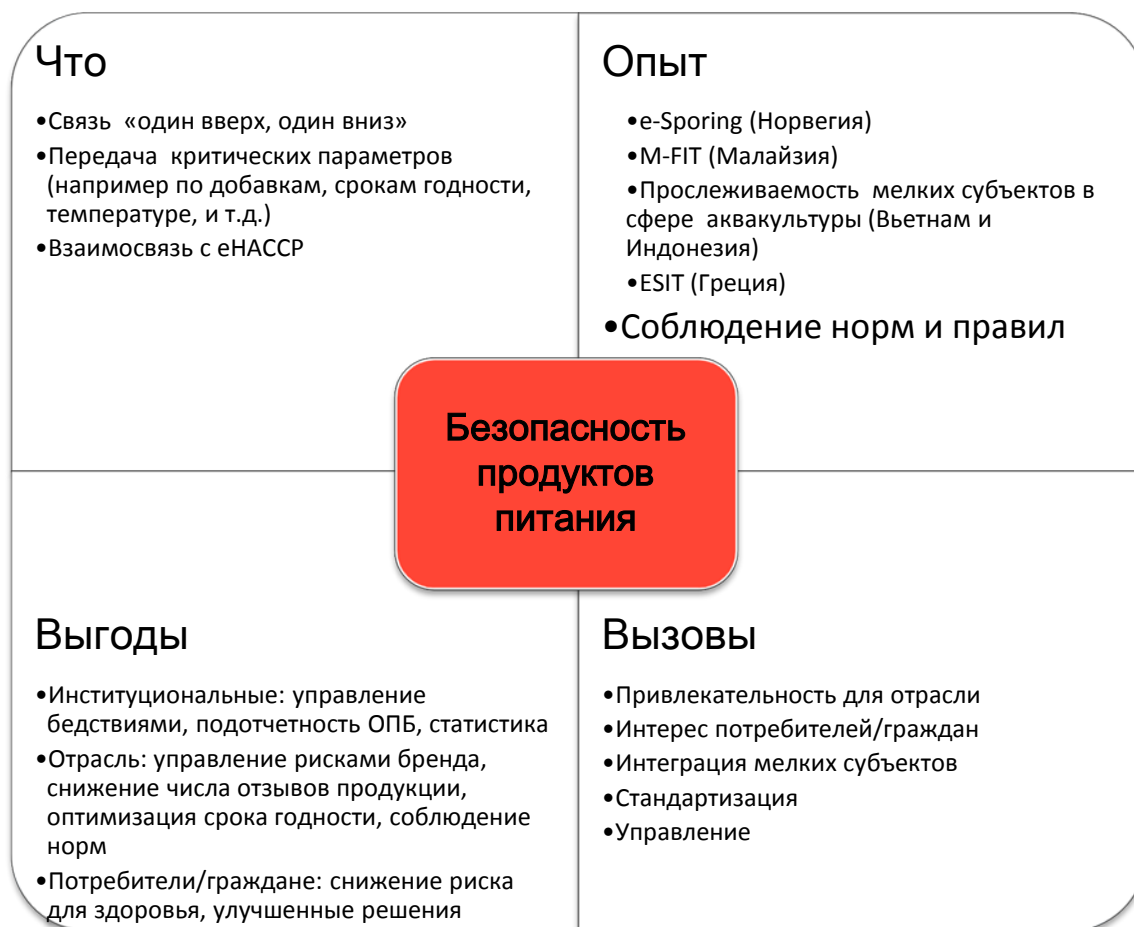 Что
•Связь «один вверх, один вниз»
•Передача критических параметров
(например по добавкам, срокам годности,
температуре, и т.д.)
•Взаимосвязь с eHACCP
Опыт
•e-Sporing (Норвегия)
•M-FIT (Малайзия)
•Прослеживаемость мелких субъектов в
сфере аквакультуры (Вьетнам и
Индонезия)
•ESIT (Греция)
•Соблюдение норм и правил
Безопасность
продуктов
питания
Выгоды
•Институциональные: управление
бедствиями, подотчетность ОПБ, статистика
•Отрасль: управление рисками бренда,
снижение числа отзывов продукции,
оптимизация срока годности, соблюдение
норм
•Потребители/граждане: снижение риска
для здоровья, улучшенные решения
Вызовы
•Привлекательность для отрасли
•Интерес потребителей/граждан
•Интеграция мелких субъектов
•Стандартизация
•Управление